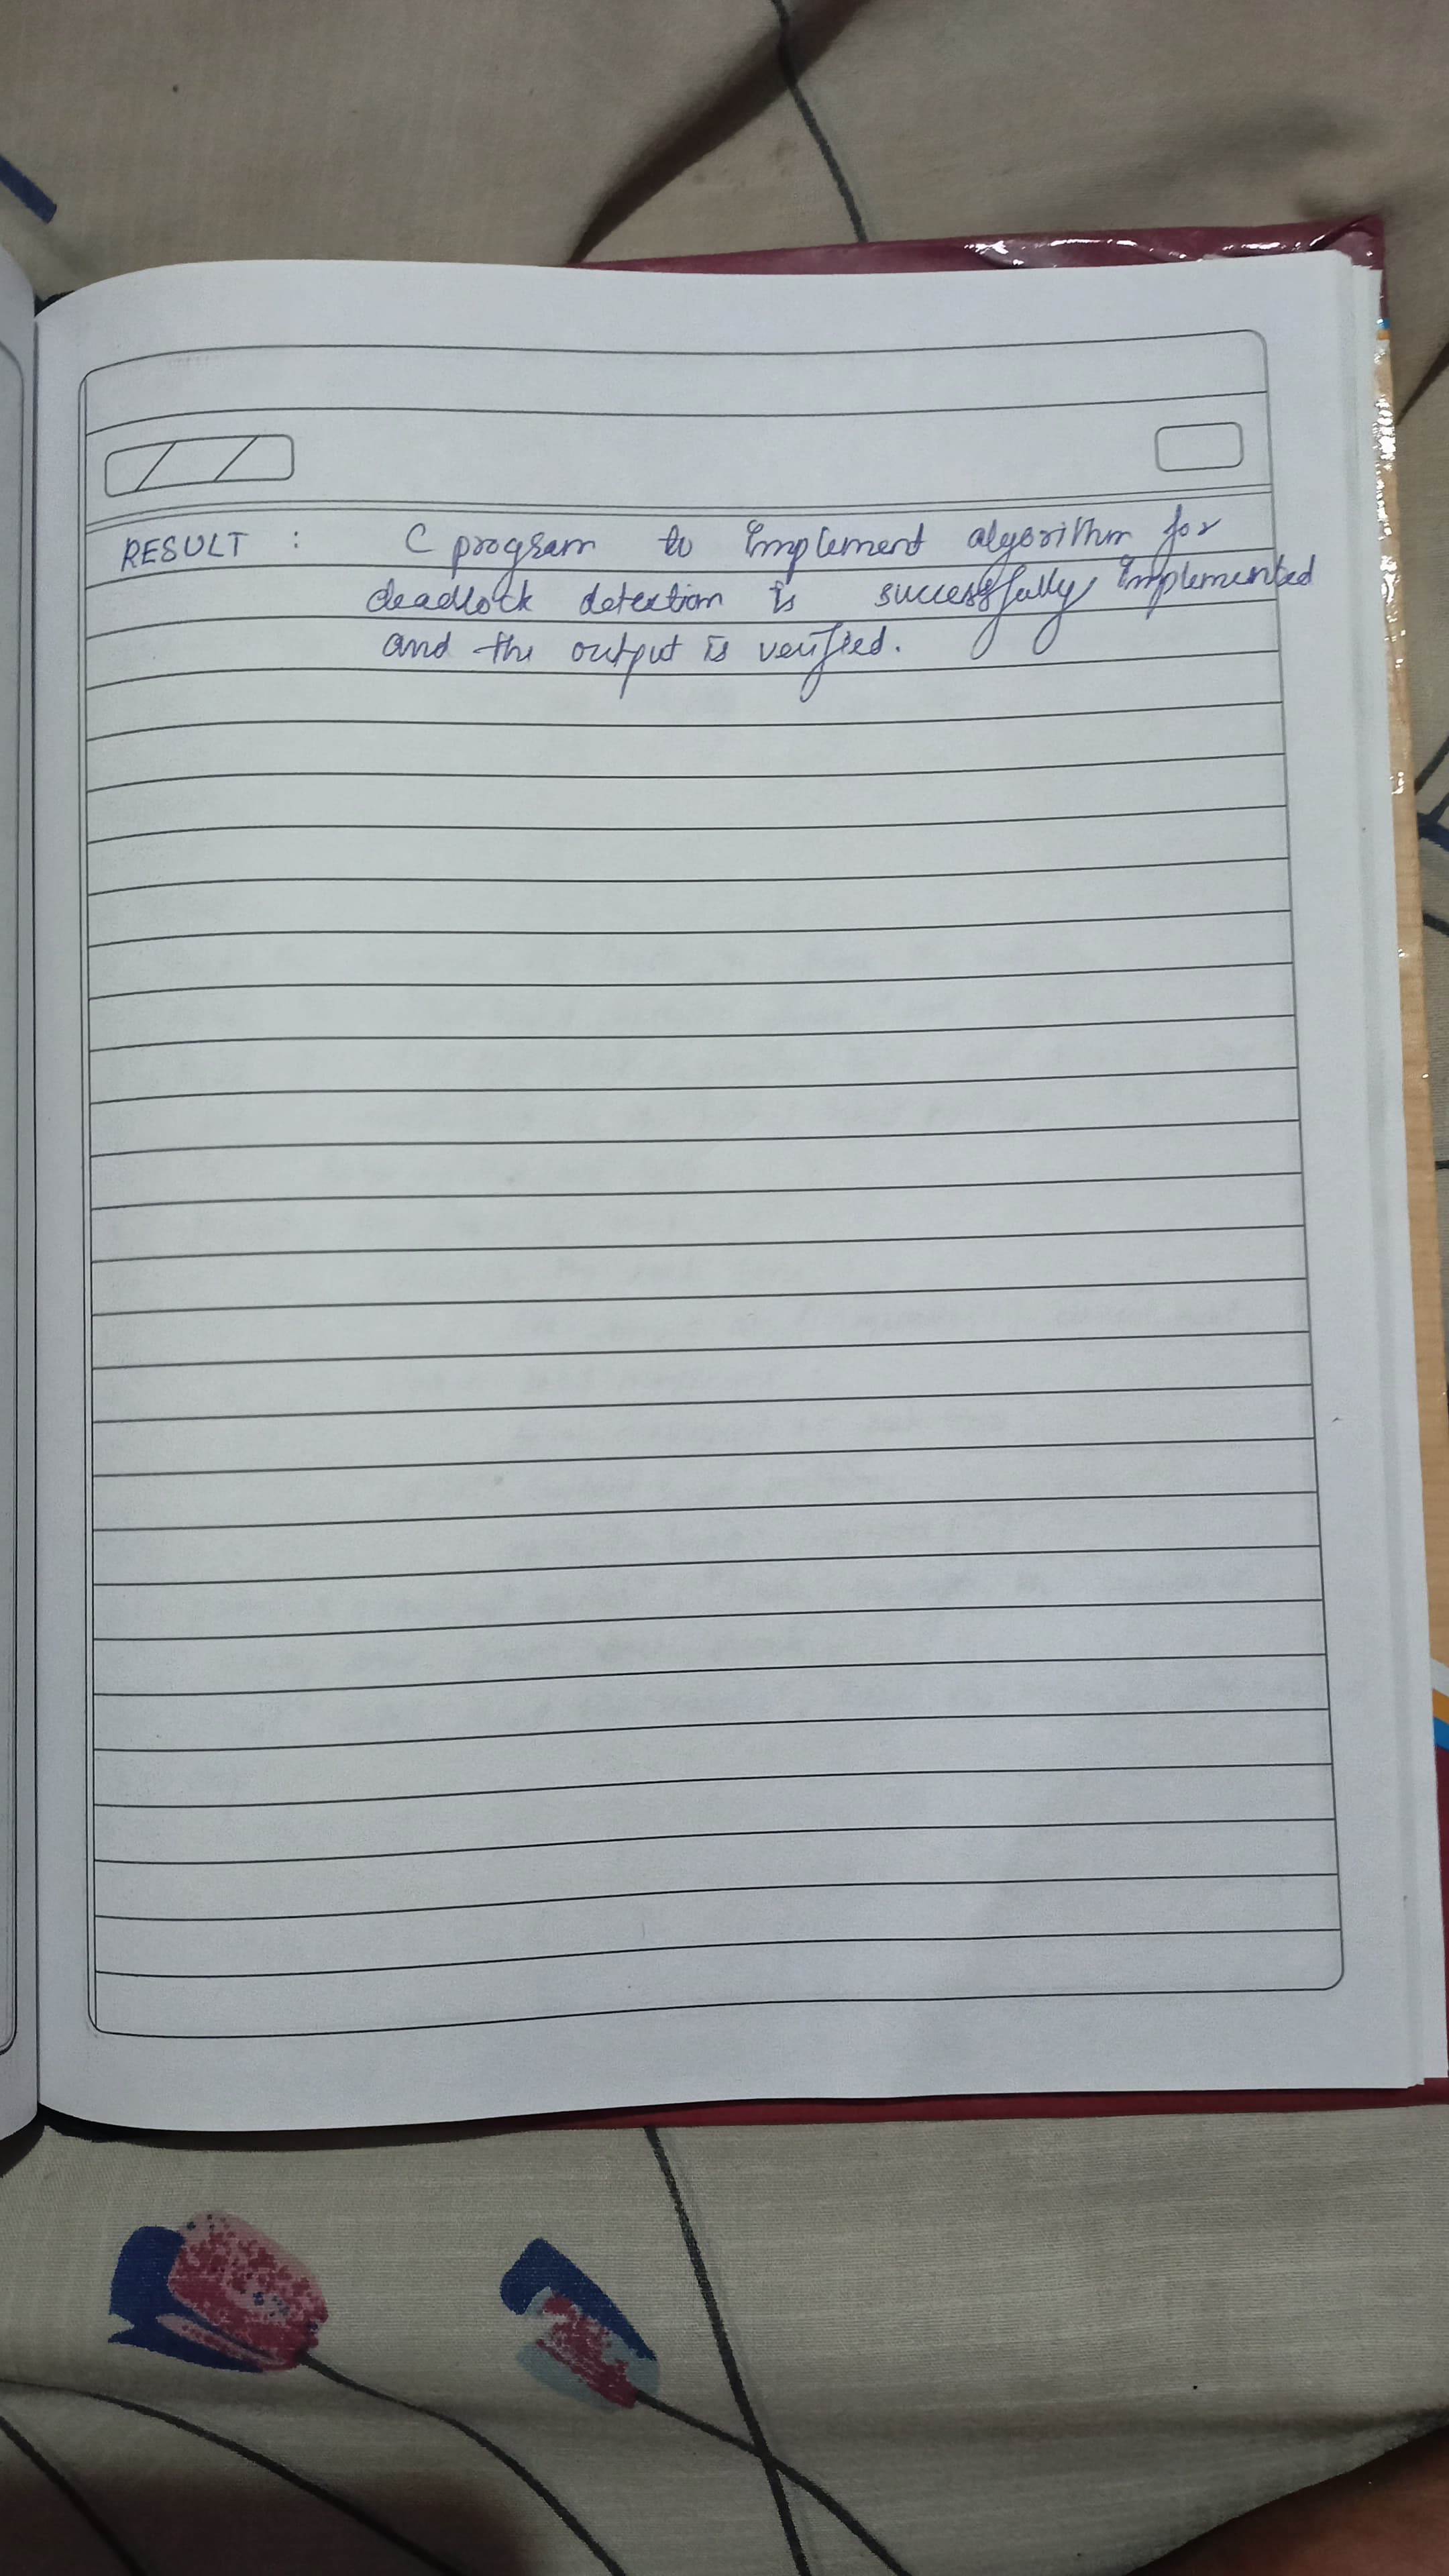 RESULT : C program to implement algorithm for
deadlock detection is successfully implemented
and the output is verified.